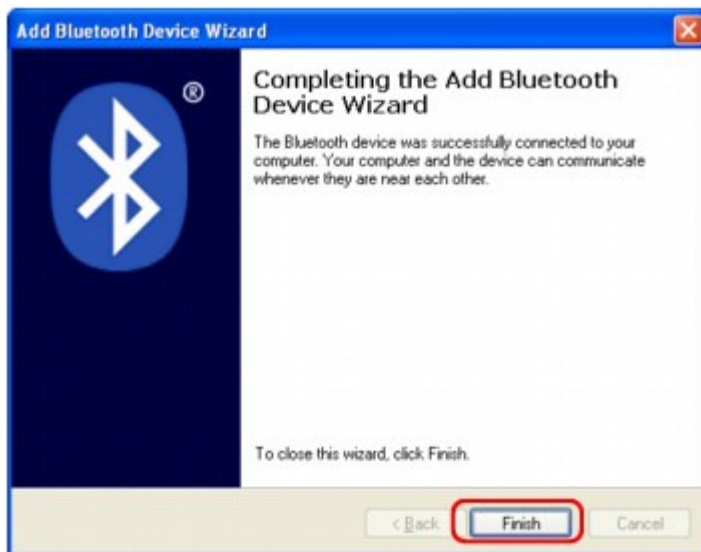 Add Bluetooth Device Wizard
®
Completing the Add Bluetooth
Device Wizard
The Bluetooth device was successfully connected to your
computer. Your computer and the device can communicate
whenever they are near each other.
To close this wizard, click Finish.
< Back
Finish
Cancel